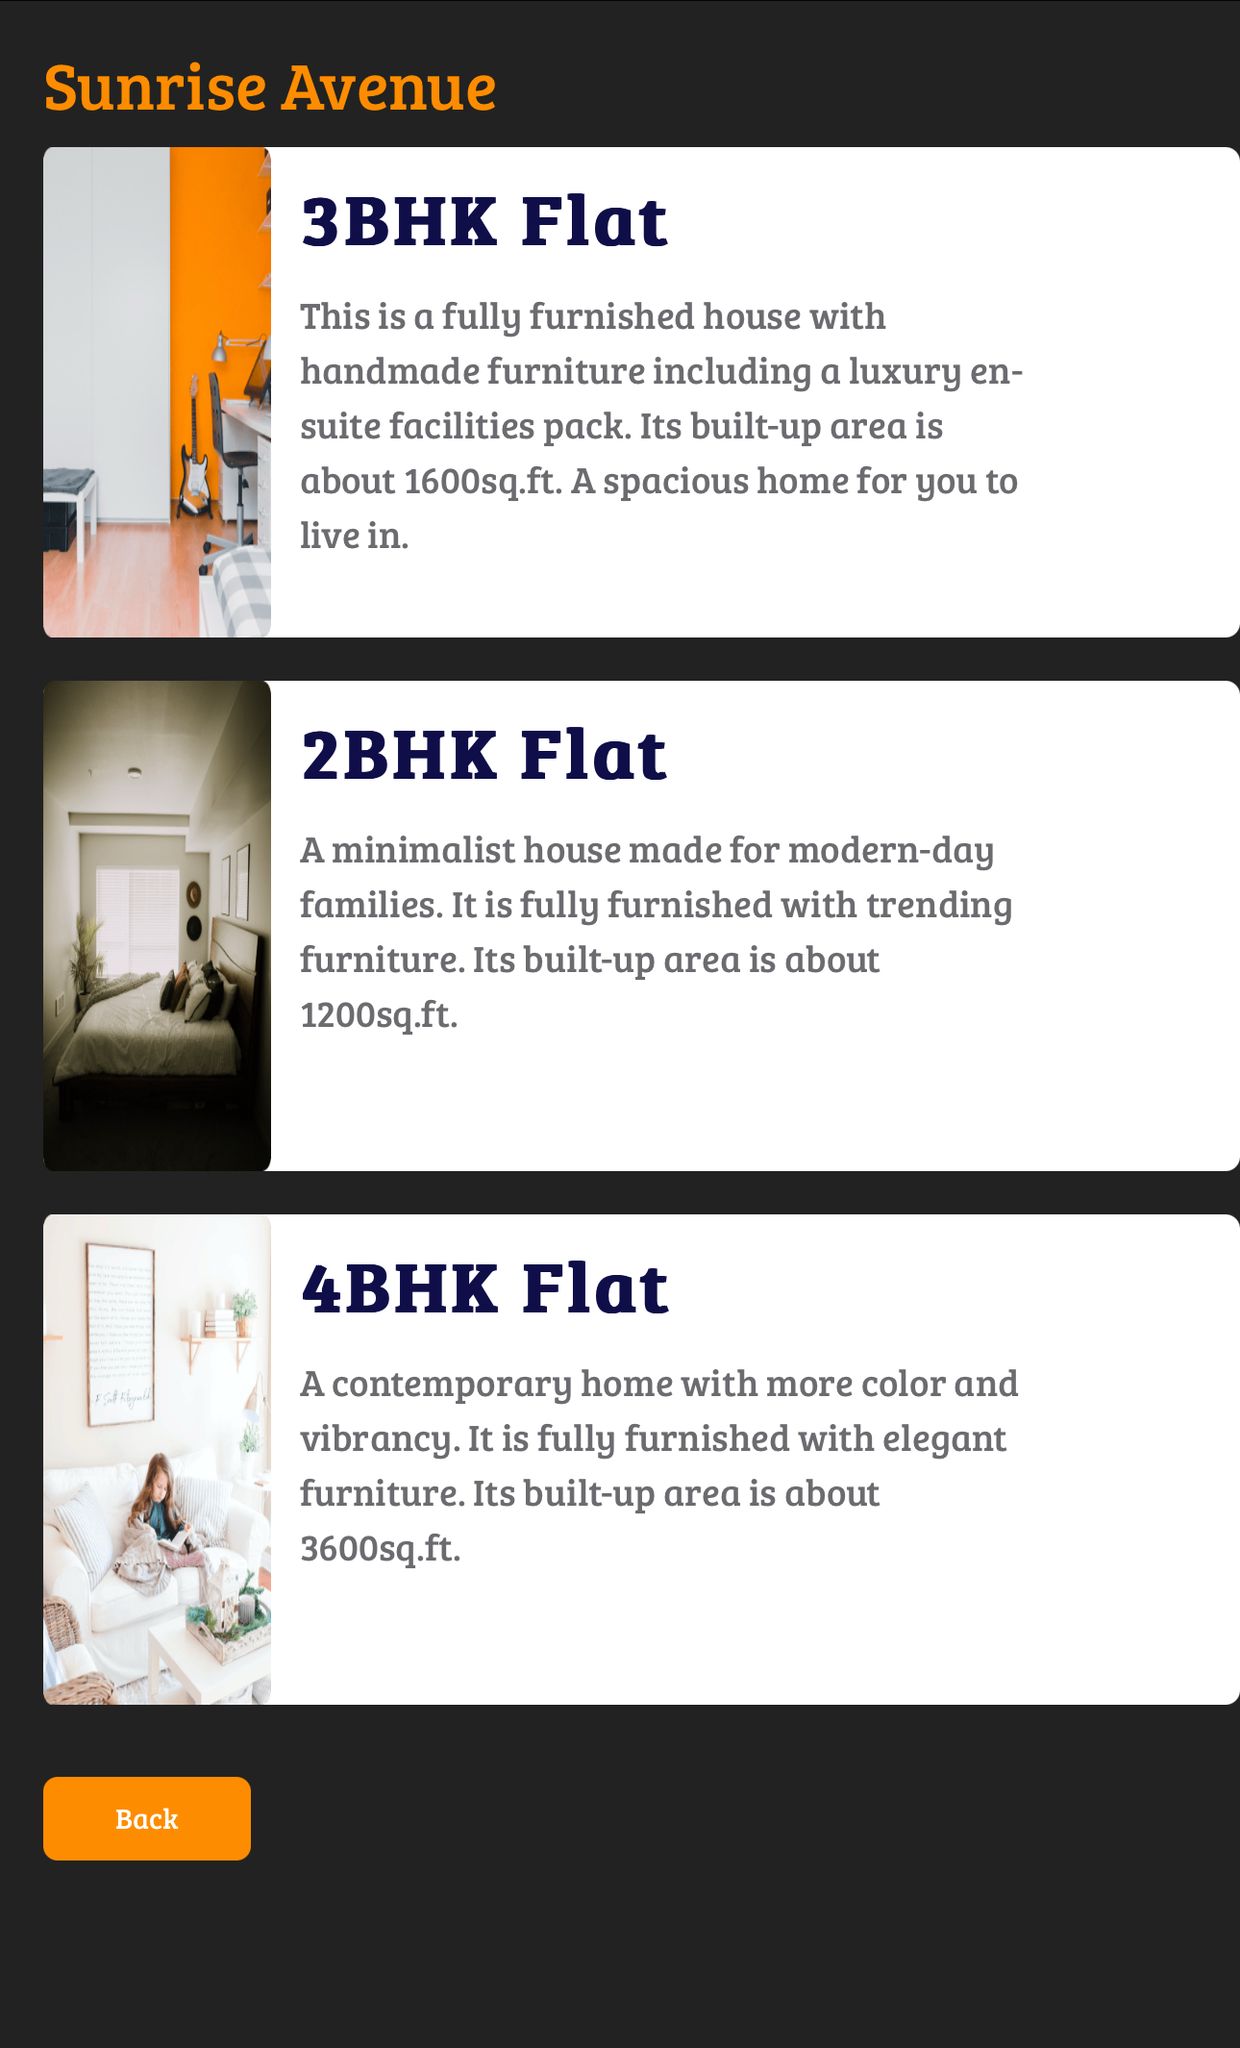 Sunrise Avenue
3BHK Flat
This is a fully furnished house with
handmade furniture including a luxury en-
suite facilities pack. Its built-up area is
about 1600sq.ft. A spacious home for you to
live in.
2BHK Flat
A minimalist house made for modern-day
families. It is fully furnished with trending
furniture. Its built-up area is about
1200sq.ft.
4BHK Flat
A contemporary home with more color and
vibrancy. It is fully furnished with elegant
furniture. Its built-up area is about
3600sq.ft.
Back